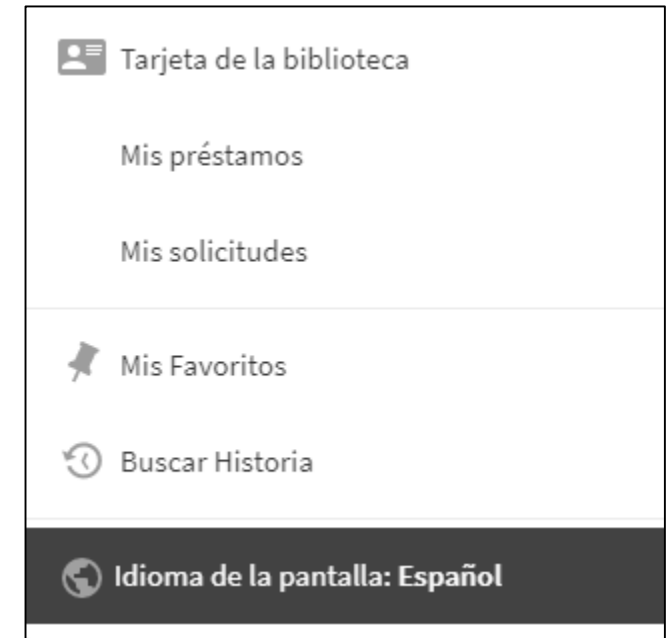 Tarjeta de la biblioteca
Mis préstamos
Mis solicitudes
Mis Favoritos
Buscar Historia
Idioma de la pantalla: Español